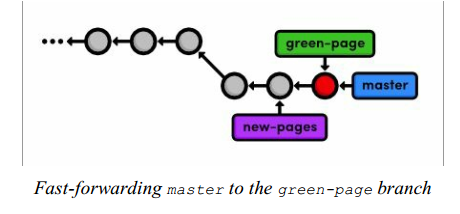 green-page
master
new-pages
Fast-forwarding master to the green-page branch